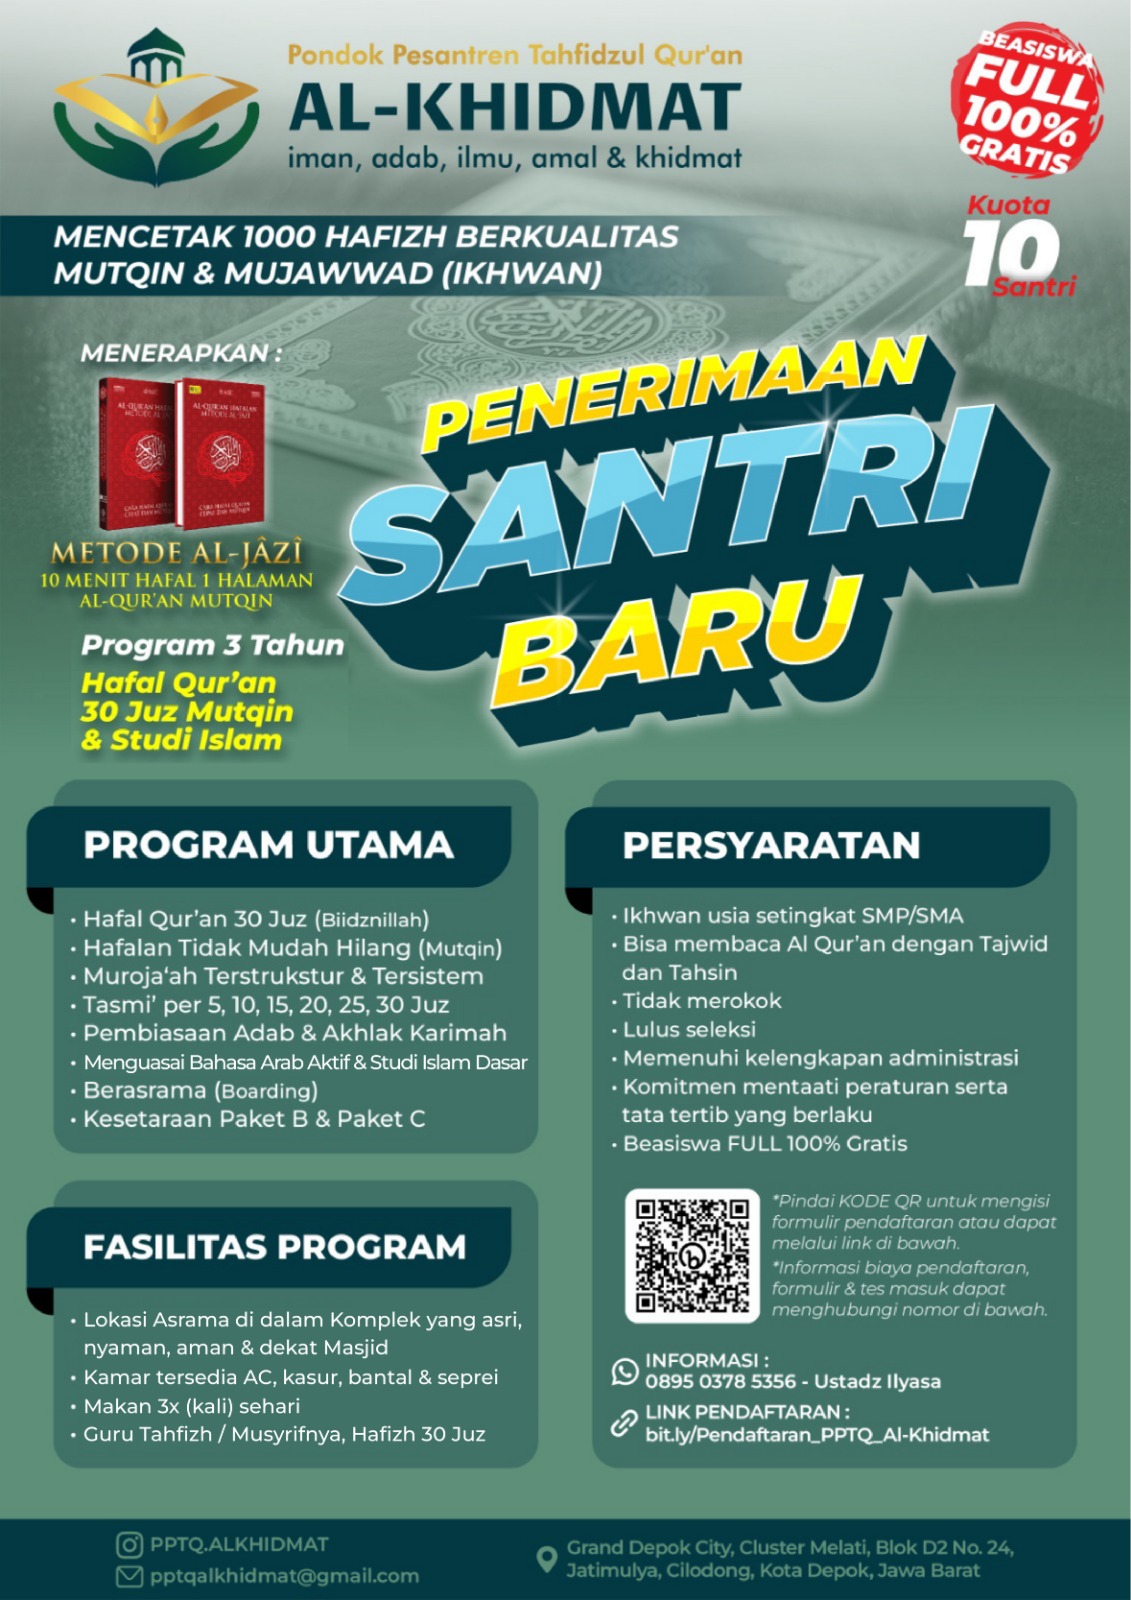 Pondok Pesantren Tahfidzul Qur'an
AL-KHIDMAT
iman, adab, ilmu, amal & khidmat
BEASISWA
FULL
100%
GRATIS
Kuota
10
Santri
MENCETAK 1000 HAFIZH BERKUALITAS
MUTQIN & MUJAWWAD (IKHWAN)
MENERAPKAN :
METODE AL-JÂZÎ
10 MENIT HAFAL 1 HALAMAN
AL-QUR'AN MUTQIN
Program 3 Tahun
Hafal Qur'an
30 Juz Mutqin
& Studi Islam
PENERIMAAN
SANTRI
BARU
PROGRAM UTAMA
• Hafal Qur'an 30 Juz (Biidznillah)
• Hafalan Tidak Mudah Hilang (Mutqin)
• Muroja'ah Terstrukstur & Tersistem
• Tasmi' per 5, 10, 15, 20, 25, 30 Juz
• Pembiasaan Adab & Akhlak Karimah
• Menguasai Bahasa Arab Aktif & Studi Islam Dasar
• Berasrama (Boarding)
• Kesetaraan Paket B & Paket C
FASILITAS PROGRAM
• Lokasi Asrama di dalam Komplek yang asri,
nyaman, aman & dekat Masjid
• Kamar tersedia AC, kasur, bantal & seprei
• Makan 3x (kali) sehari
• Guru Tahfizh / Musyrifnya, Hafizh 30 Juz
PERSYARATAN
• Ikhwan usia setingkat SMP/SMA
• Bisa membaca Al Qur'an dengan Tajwid
dan Tahsin
• Tidak merokok
• Lulus seleksi
• Memenuhi kelengkapan administrasi
• Komitmen mentaati peraturan serta
tata tertib yang berlaku
• Beasiswa FULL 100% Gratis
*Pindai KODE QR untuk mengisi
formulir pendaftaran atau dapat
melalui link di bawah.
*Informasi biaya pendaftaran,
formulir & tes masuk dapat
menghubungi nomor di bawah.
INFORMASI :
0895 0378 5356 - Ustadz Ilyasa
LINK PENDAFTARAN :
bit.ly/Pendaftaran_PPTQ_Al-Khidmat
PPTQ.ALKHIDMAT
pptqalkhidmat@gmail.com
Grand Depok City, Cluster Melati, Blok D2 No. 24,
Jatimulya, Cilodong, Kota Depok, Jawa Barat